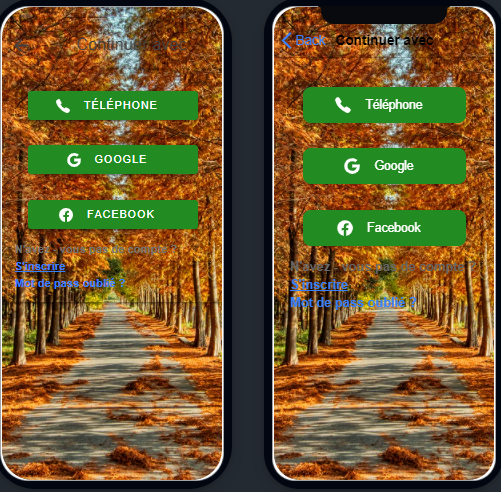 Continuer avec
TÉLÉPHONE
GOOGLE
FACEBOOK
N'avez - vous pas de compte ?
S'inscrire
Mot de passe oublié ?
Back
Continuer avec
Téléphone
Google
Facebook
N'avez - vous pas de compte ?
S'inscrire
Mot de passe oublié ?